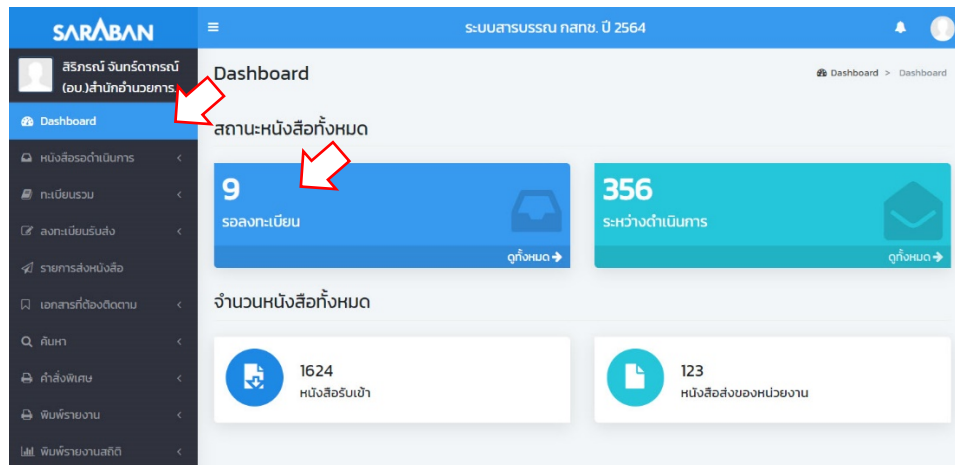 SARABAN
ระบบสารบรรณ กสทช. ปี 2564
สิริภรณ์ จันทร์ดาภรณ์
(อบ.)สำนักอำนวยการ.
Dashboard
Dashboard > Dashboard
Dashboard
หนังสือรอดำเนินการ
ทะเบียนรวม
ลงทะเบียนรับส่ง
รายการส่งหนังสือ
เอกสารที่ต้องติดตาม
ค้นหา
คำสั่งพิเศษ
พิมพ์รายงาน
พิมพ์รายงานสถิติ
สถานะหนังสือทั้งหมด
9
รอลงทะเบียน
ดูทั้งหมด
356
ระหว่างดำเนินการ
ดูทั้งหมด
จำนวนหนังสือทั้งหมด
1624
หนังสือรับเข้า
123
หนังสือส่งของหน่วยงาน